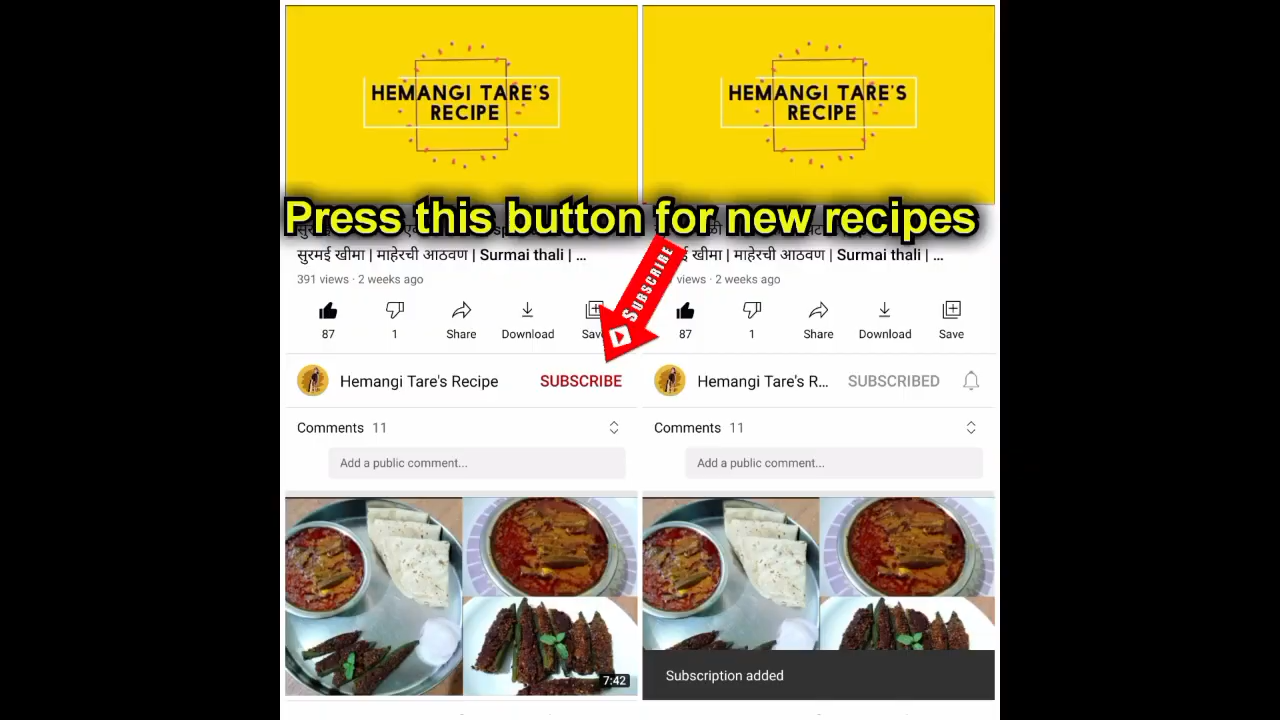 HEMANGI TARE'S
RECIPE
HEMANGI TARE'S
RECIPE
Press this button for new recipes
सुरमई खीमा | माहेरची आठवण | Surmai thali | ...
खीमा | माहेरची आठवण | Surmai thali | ...
391 views · 2 weeks ago
views · 2 weeks ago
SUBSCRIBE
87 1 Share Download Save
87 1 Share Download Save
Hemangi Tare's Recipe SUBSCRIBE
Hemangi Tare's R... SUBSCRIBED
Comments 11
Comments 11
Add a public comment...
Add a public comment...
7:42
Subscription added